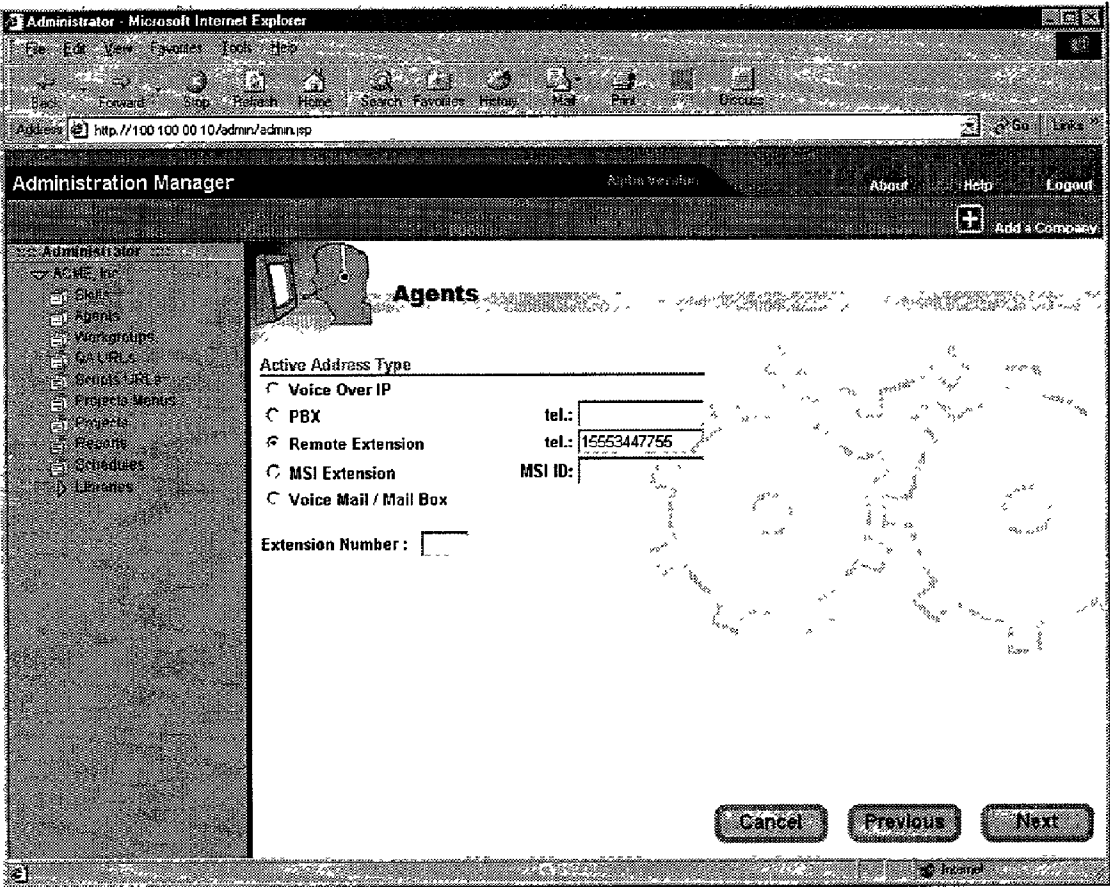 Administrator - Microsoft Internet Explorer
File Edit View Favorites Tools Help
Back Forward Stop Refresh Home Search Favorites History Mail Print Discuss
Address http://100 100 00 10/admin/admin.jsp Go Links »
Administration Manager Alpha version About Help Logout
Add a Company
Administrator
ACME, Inc
Skills
Agents
Workgroups
QA URLs
Scripts URLs
Projects Menus
Projects
Reports
Schedules
Libraries
Agents
Active Address Type
Voice Over IP
PBX tel.:
Remote Extension tel.: 15553447755
MSI Extension MSI ID:
Voice Mail / Mail Box
Extension Number :
Cancel Previous Next
Internet